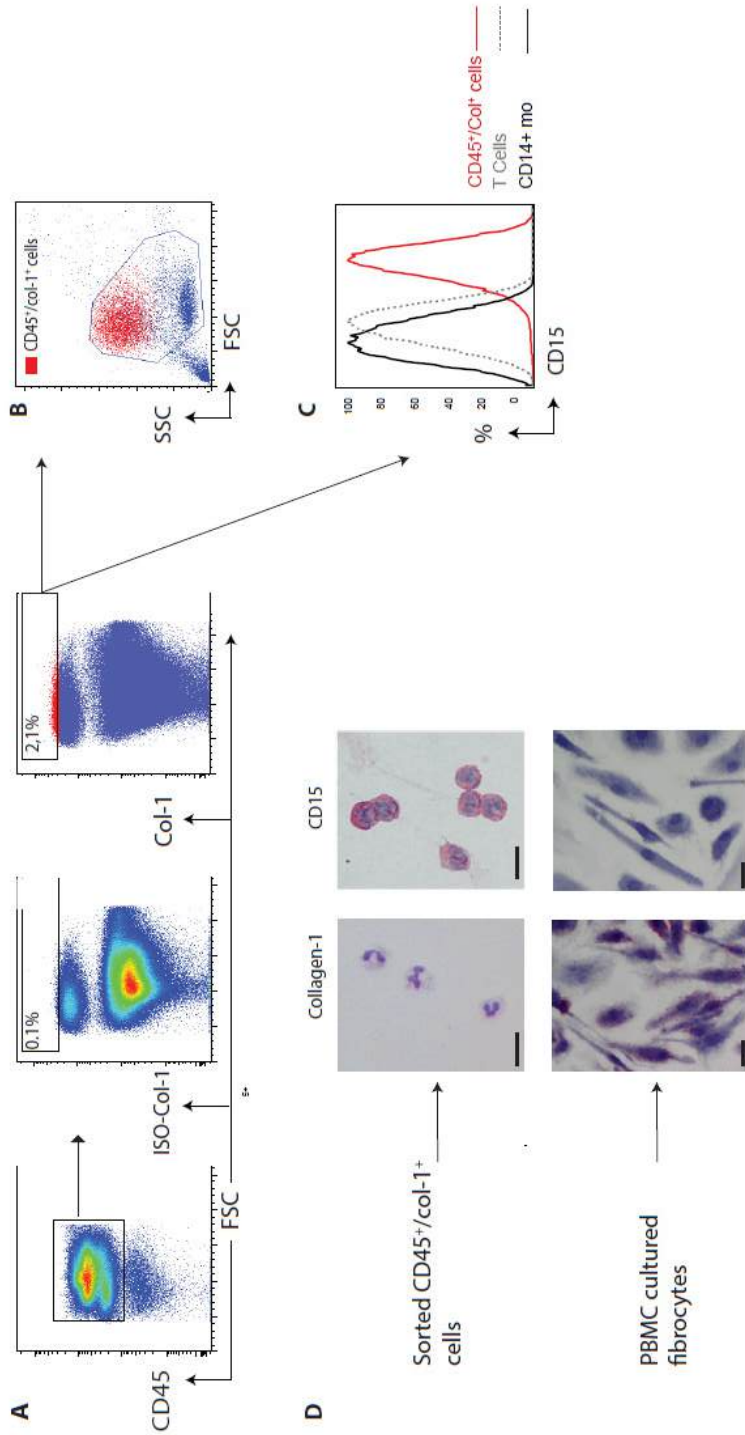 A
CD45
FSC
ISO-Col-1
0.1%
Col-1
2,1%
B
CD45⁺/col-1⁺ cells
SSC
FSC
C
%
100
80
60
40
20
0
CD15
CD45⁺/Col⁺ cells
T Cells
CD14+ mo
D
Collagen-1
CD15
Sorted CD45⁺/col-1⁺
cells
PBMC cultured
fibrocytes